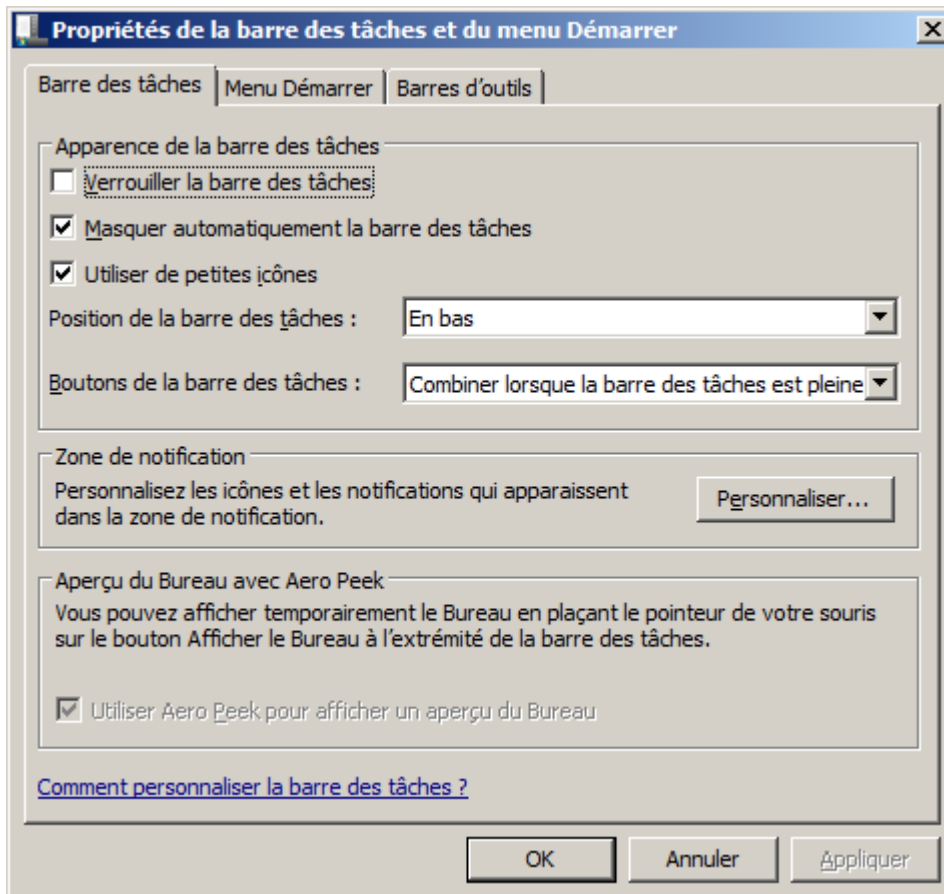 Propriétés de la barre des tâches et du menu Démarrer
Barre des tâches
Menu Démarrer
Barres d'outils
Apparence de la barre des tâches
Verrouiller la barre des tâches
Masquer automatiquement la barre des tâches
Utiliser de petites icônes
Position de la barre des tâches :
En bas
Boutons de la barre des tâches :
Combiner lorsque la barre des tâches est pleine
Zone de notification
Personnalisez les icônes et les notifications qui apparaissent
dans la zone de notification.
Personnaliser...
Aperçu du Bureau avec Aero Peek
Vous pouvez afficher temporairement le Bureau en plaçant le pointeur de votre souris
sur le bouton Afficher le Bureau à l'extrémité de la barre des tâches.
Utiliser Aero Peek pour afficher un aperçu du Bureau
Comment personnaliser la barre des tâches ?
OK
Annuler
Appliquer